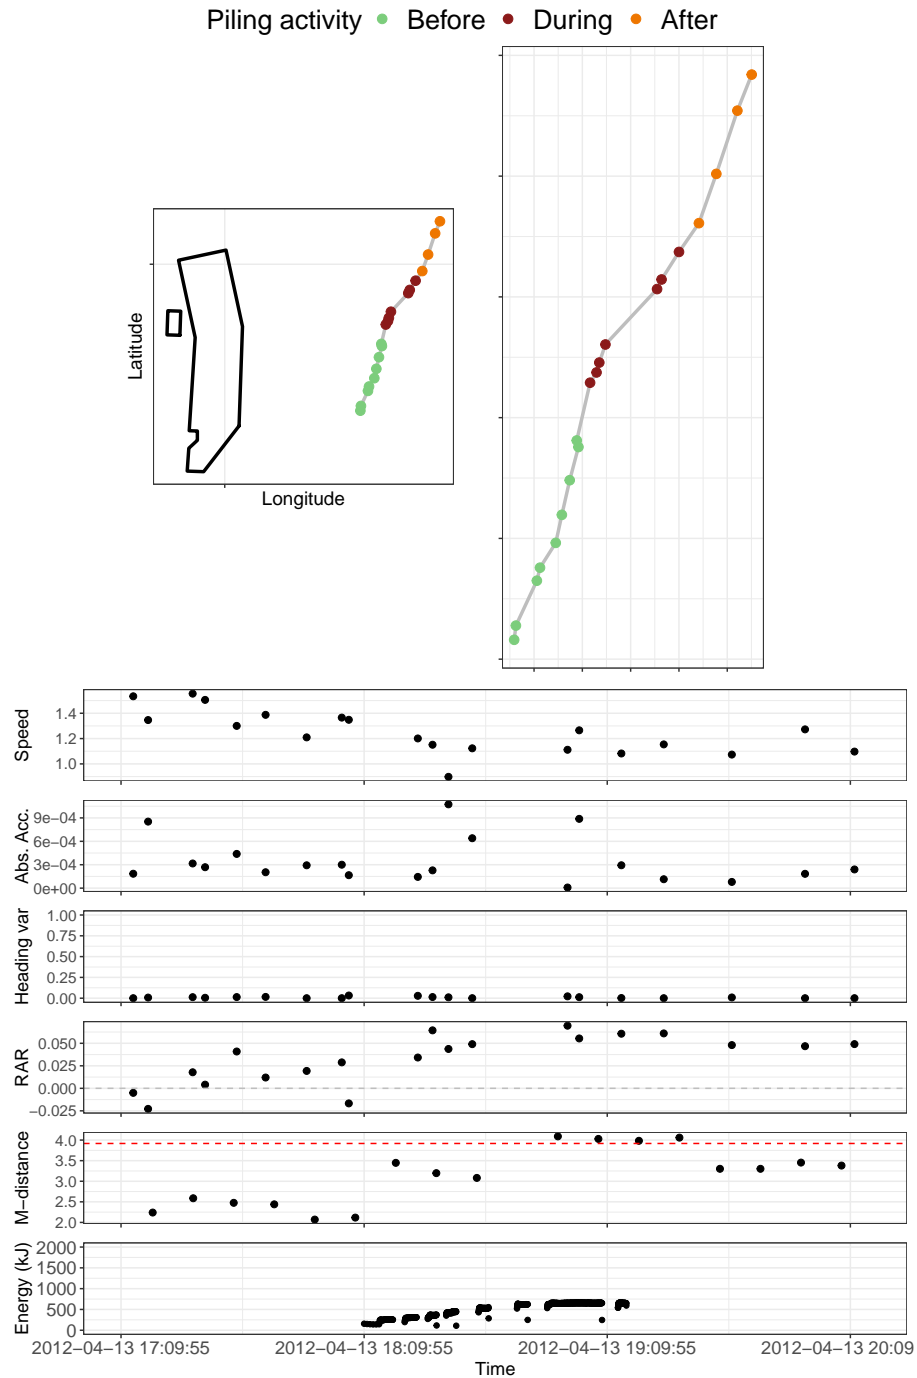 Piling activity Before During After
Latitude
Longitude
Speed
1.4
1.2
1.0
Abs. Acc.
9e−04
6e−04
3e−04
0e+00
Heading var
1.00
0.75
0.50
0.25
0.00
RAR
0.050
0.025
0.000
−0.025
M−distance
4.0
3.5
3.0
2.5
2.0
Energy (kJ)
2000
1500
1000
500
0
2012−04−13 17:09:55 2012−04−13 18:09:55 2012−04−13 19:09:55 2012−04−13 20:09
Time